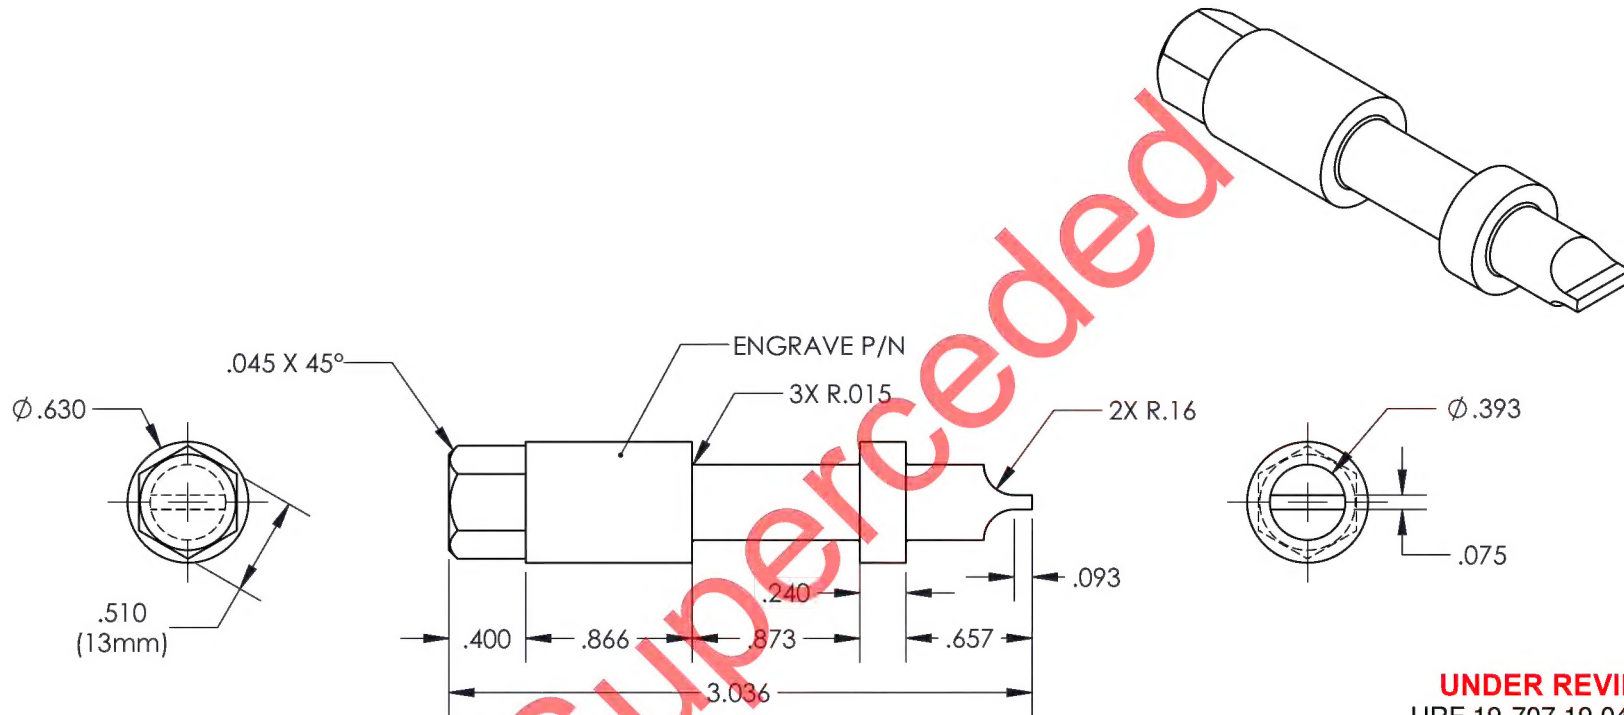 ENGRAVE P/N
.045 X 45°
3X R.015
Ø.630
2X R.16
Ø.393
.510
(13mm)
.240
.093
.075
.400
.866
.873
.657
3.036
superceded
UNDER REVI